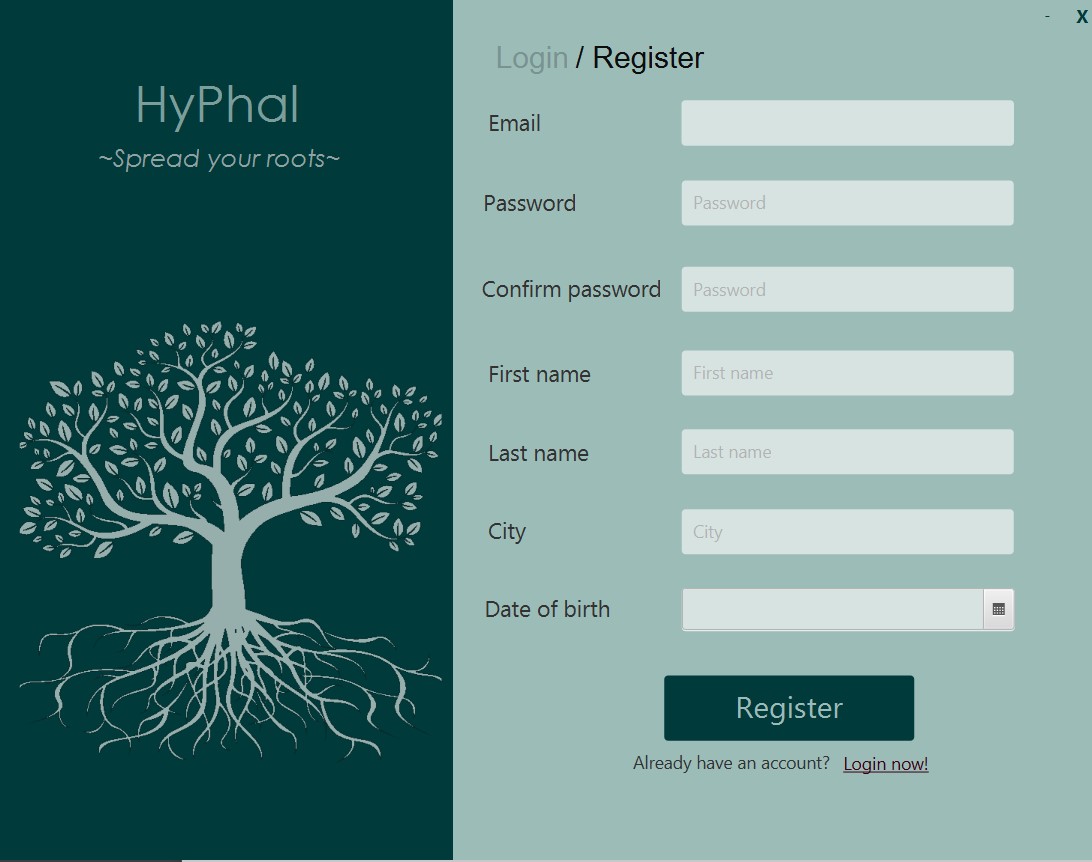 - X
HyPhal
~Spread your roots~
Login / Register
Email
Password Password
Confirm password Password
First name First name
Last name Last name
City City
Date of birth
Register
Already have an account? Login now!